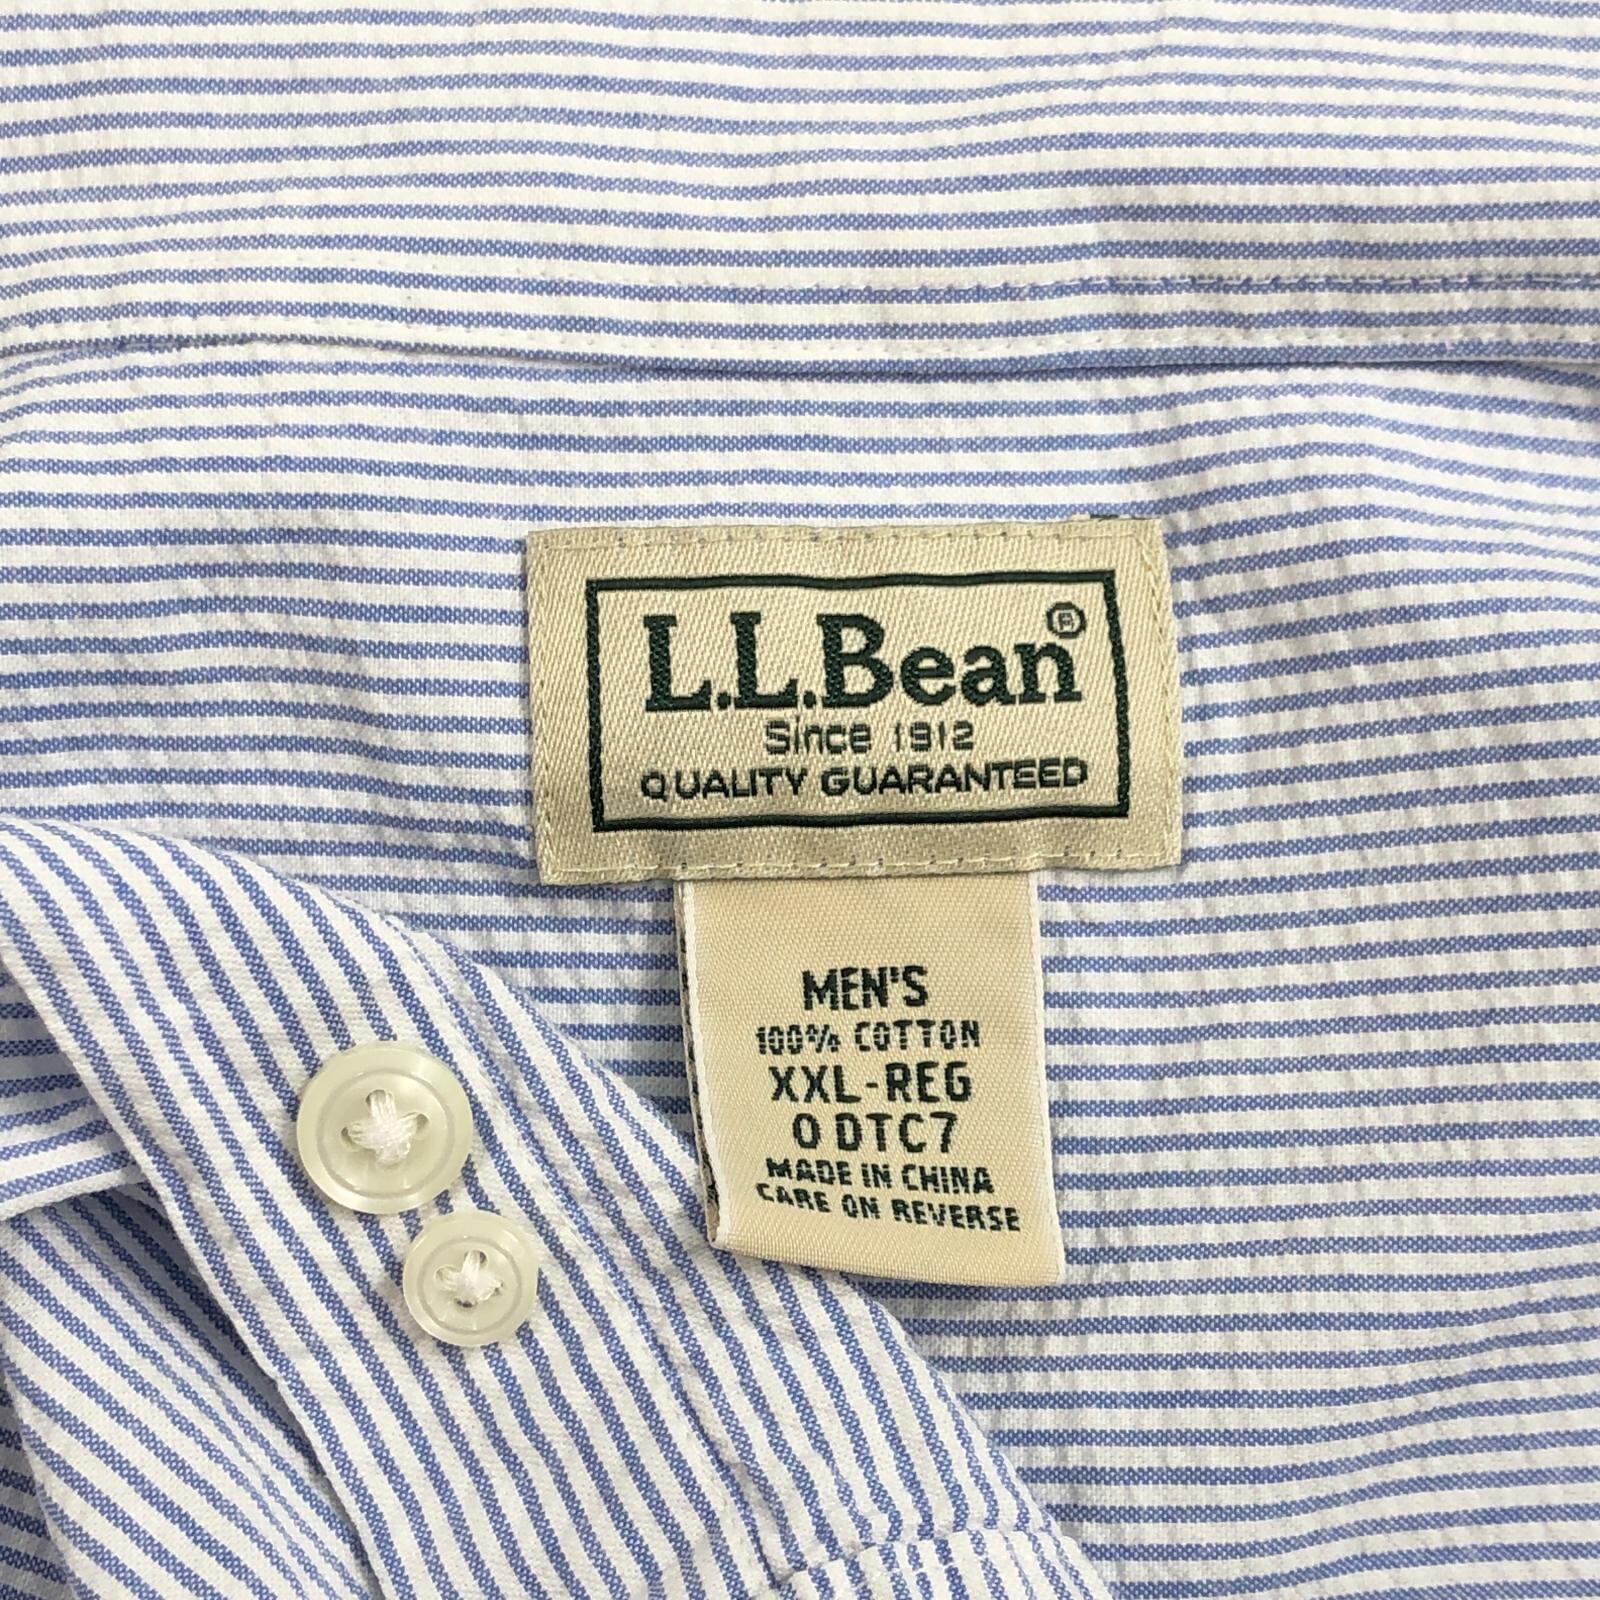 L.L.Bean®
Since 1912
QUALITY GUARANTEED
MEN'S
100% COTTON
XXL-REG
0 DTC7
MADE IN CHINA
CARE ON REVERSE